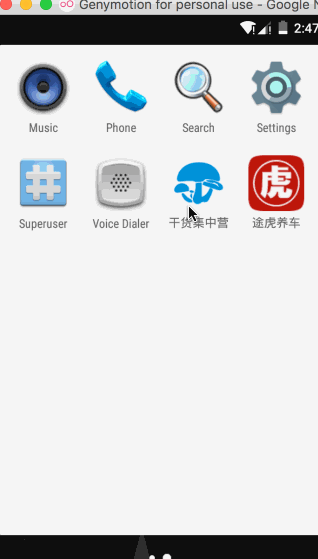 Genymotion for personal use - Google N
2:47
Music
Phone
Search
Settings
虎
Superuser
Voice Dialer
干货集中营
途虎养车